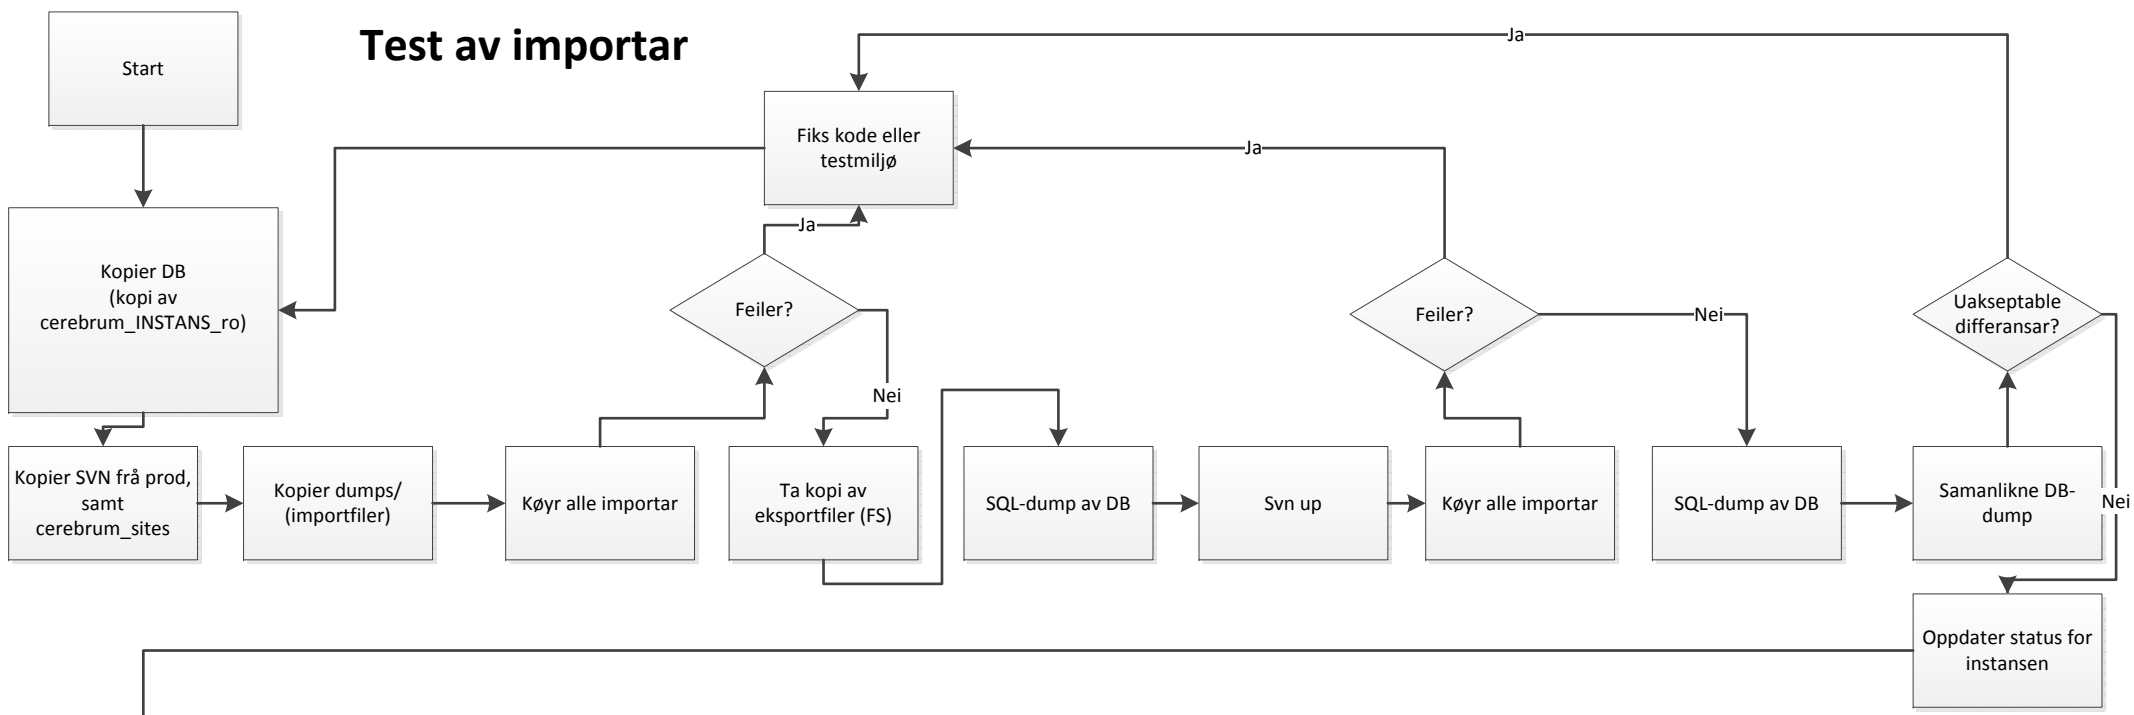 Test av importar
Start
Ja
Fiks kode eller
testmiljø
Ja
Ja
Kopier DB
(kopi av
cerebrum_INSTANS_ro)
Feiler?
Feiler?
Nei
Uakseptable
differansar?
Nei
Kopier SVN frå prod,
samt
cerebrum_sites
Kopier dumps/
(importfiler)
Køyr alle importar
Ta kopi av
eksportfiler (FS)
SQL-dump av DB
Svn up
Køyr alle importar
SQL-dump av DB
Samanlikne DB-
dump
Nei
Oppdater status for
instansen